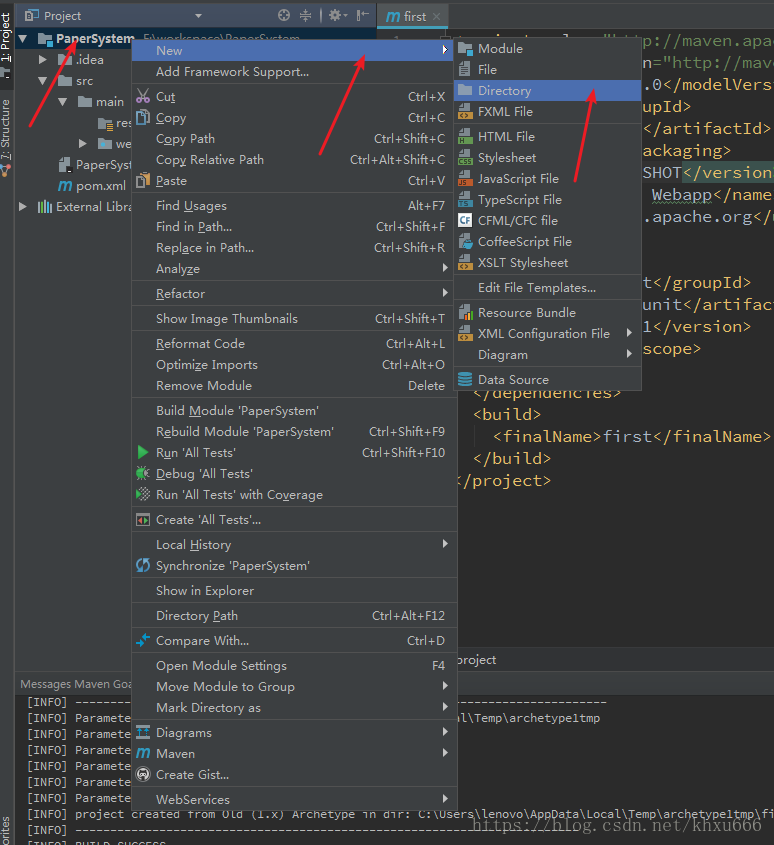 1: Project
7: Structure
orites
Project
first
PaperSystem E:\workspace\PaperSystem
.idea
src
main
res
we
PaperSyst
pom.xml
External Libra
New
Add Framework Support...
Cut Ctrl+X
Copy Ctrl+C
Copy Path Ctrl+Shift+C
Copy Relative Path Ctrl+Alt+Shift+C
Paste Ctrl+V
Find Usages Alt+F7
Find in Path... Ctrl+Shift+F
Replace in Path... Ctrl+Shift+R
Analyze
Refactor
Show Image Thumbnails Ctrl+Shift+T
Reformat Code Ctrl+Alt+L
Optimize Imports Ctrl+Alt+O
Remove Module Delete
Build Module 'PaperSystem'
Rebuild Module 'PaperSystem' Ctrl+Shift+F9
Run 'All Tests' Ctrl+Shift+F10
Debug 'All Tests'
Run 'All Tests' with Coverage
Create 'All Tests'...
Local History
Synchronize 'PaperSystem'
Show in Explorer
Directory Path Ctrl+Alt+F12
Compare With... Ctrl+D
Open Module Settings F4
Move Module to Group
Mark Directory as
Diagrams
Maven
Create Gist...
WebServices
Module
File
Directory
FXML File
HTML File
Stylesheet
JavaScript File
TypeScript File
CFML/CFC file
CoffeeScript File
XSLT Stylesheet
Edit File Templates...
Resource Bundle
XML Configuration File
Diagram
Data Source
"http://maven.apa
n="http://mav
.0</modelVers
upId>
</artifactId>
ackaging>
SHOT</version
Webapp</name
.apache.org</u
t</groupId>
unit</artifac
1</version>
scope>
</dependencies>
<build>
<finalName>first</finalName>
</build>
</project>
project
Messages Maven Goa
[INFO] ----------------------------------------------------------------------------
[INFO] Paramete al\Temp\archetype1tmp
[INFO] Paramete
[INFO] Paramete
[INFO] Paramete
[INFO] Paramete
[INFO] Paramete
[INFO] project created from Old (1.x) Archetype in dir: C:\Users\lenovo\AppData\Local\Temp\archetype1tmp\fi
[INFO] ----------------------------------------------------------------------------
[INFO] BUILD SUCCESS
https://blog.csdn.net/khxu666